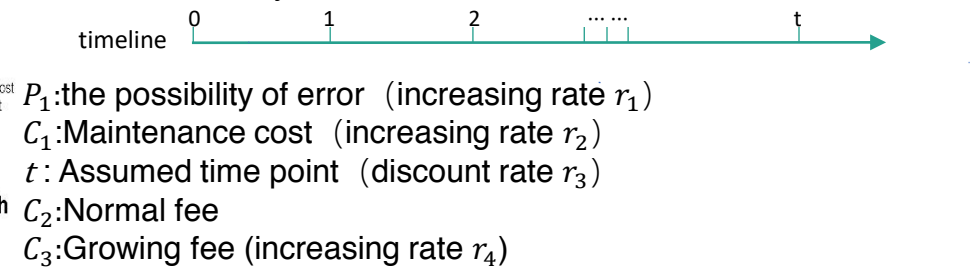 0 1 2 ... ... t
timeline
ost P₁:the possibility of error（increasing rate r₁）
C₁:Maintenance cost（increasing rate r₂）
t : Assumed time point（discount rate r₃）
C₂:Normal fee
C₃:Growing fee (increasing rate r₄)